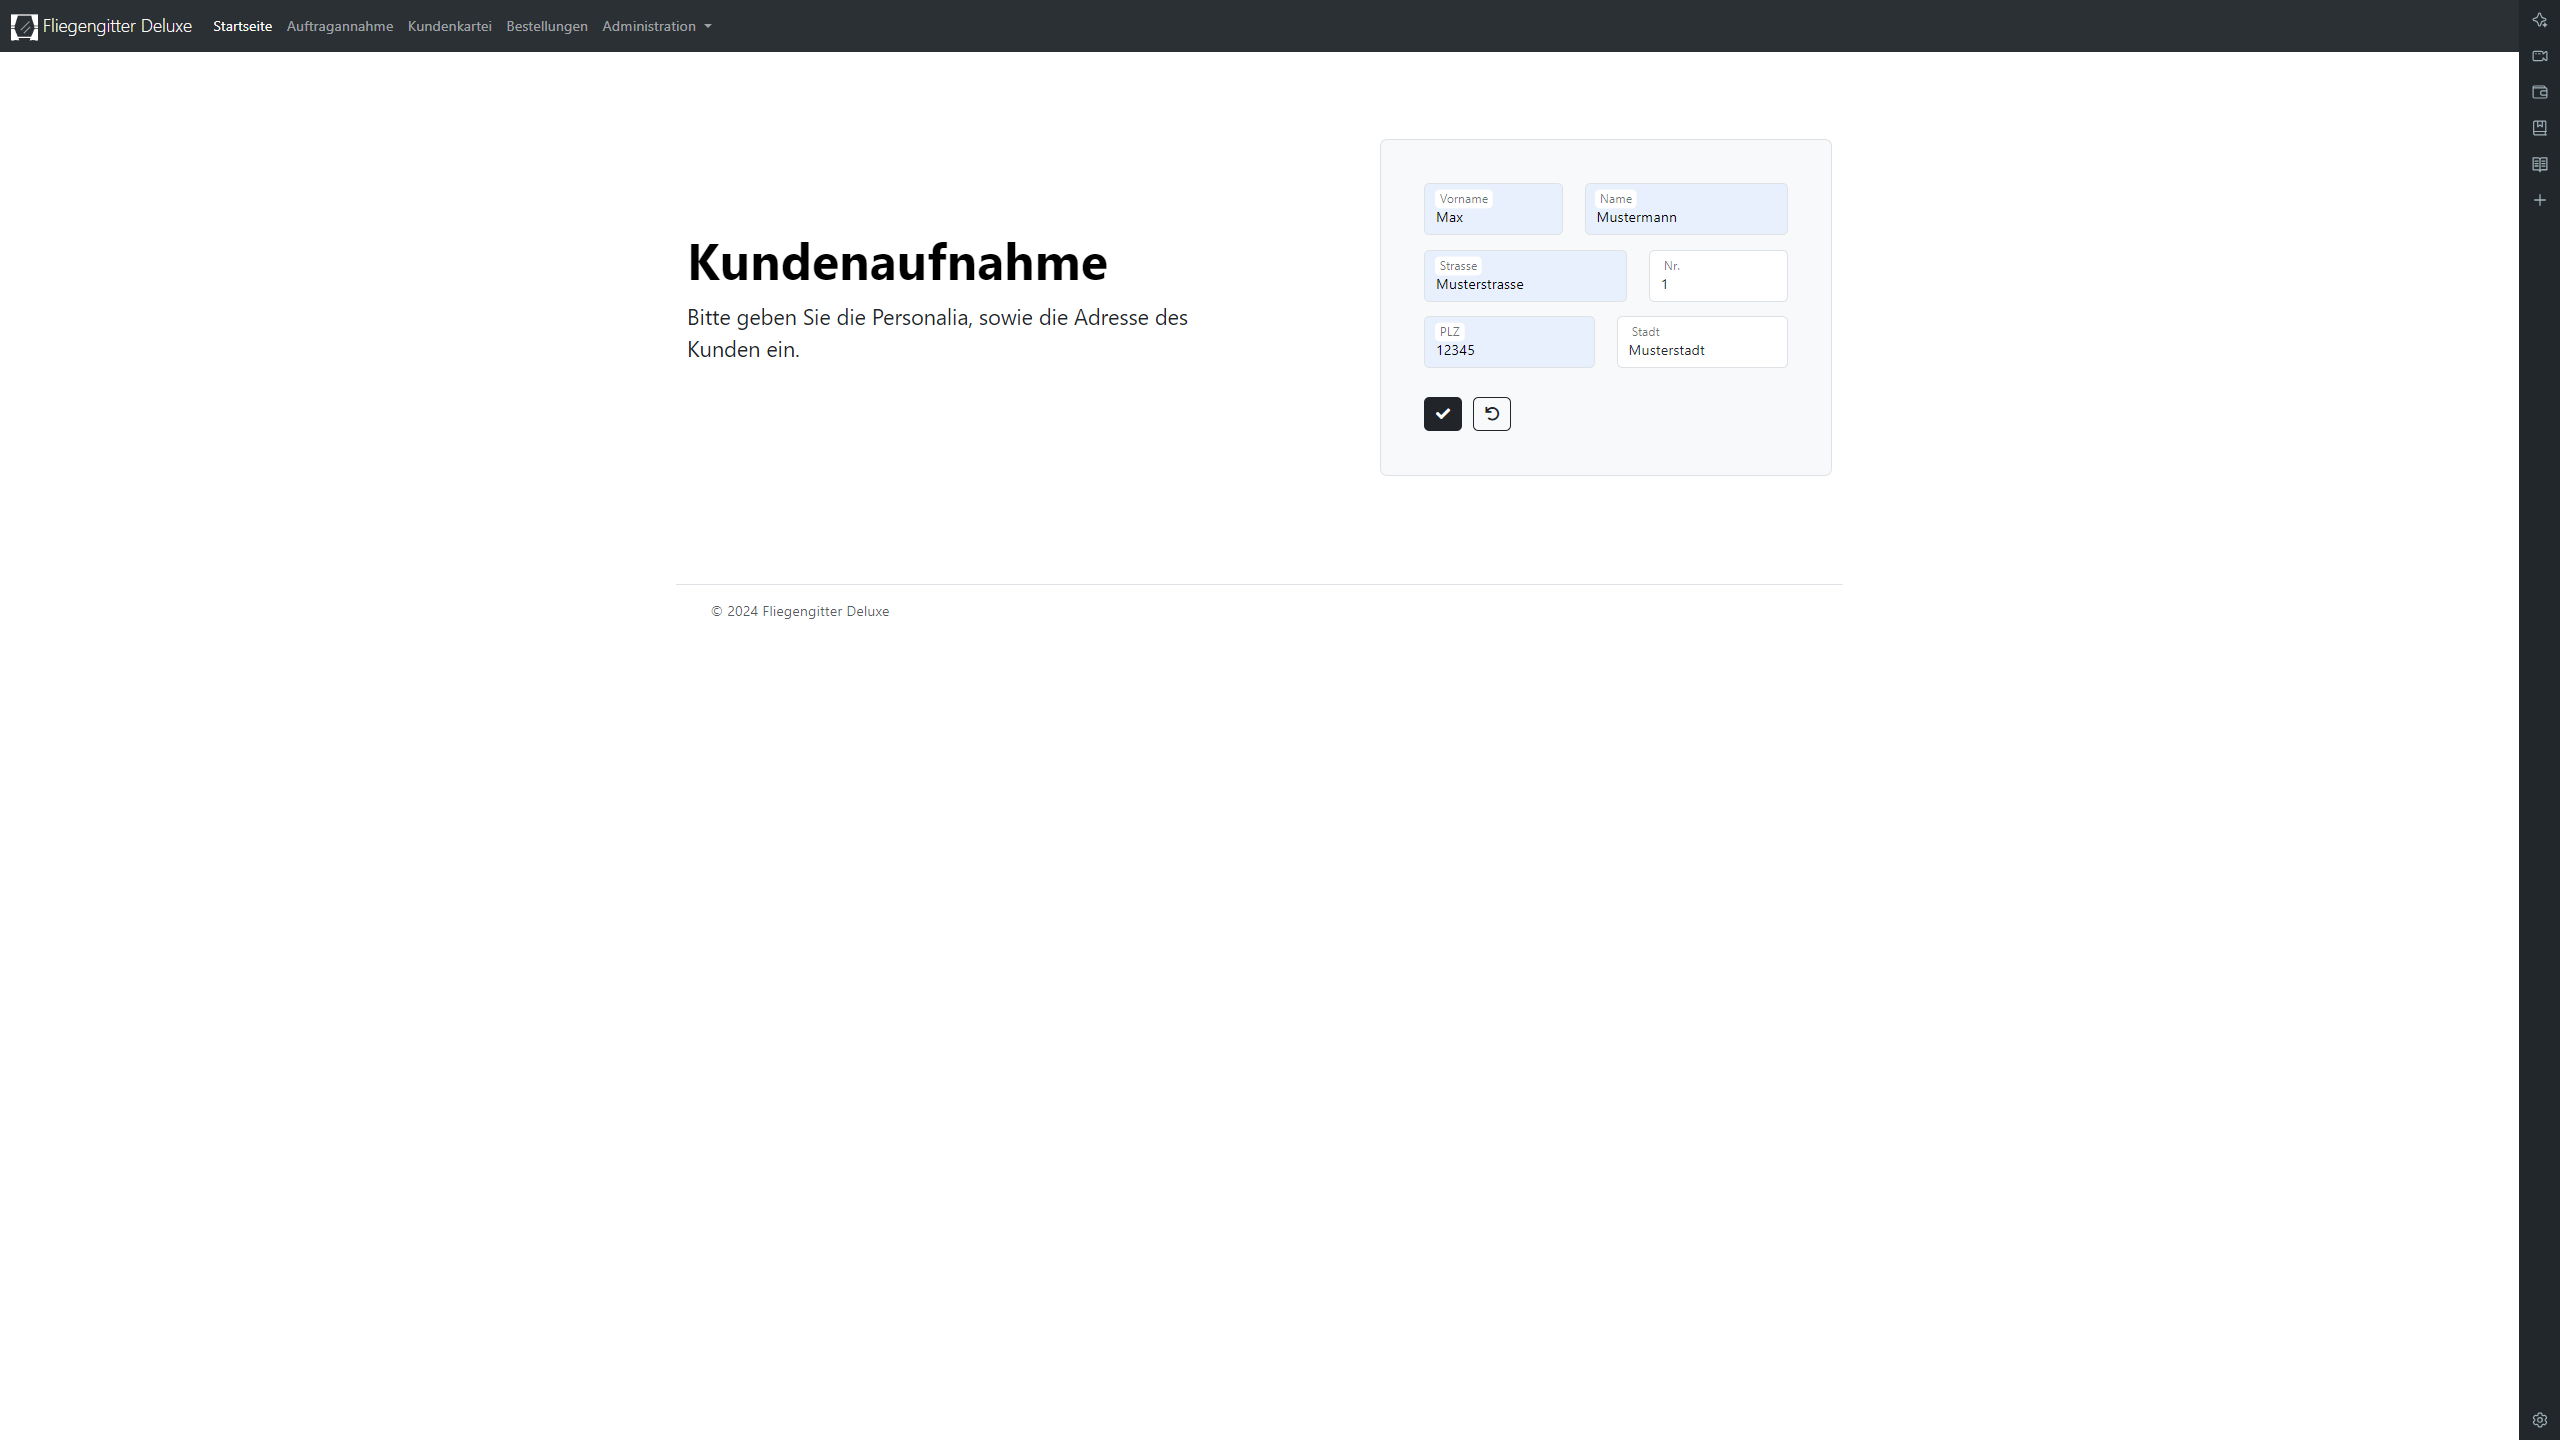 Fliegengitter Deluxe Startseite Auftragannahme Kundenkartei Bestellungen Administration
Kundenaufnahme
Bitte geben Sie die Personalia, sowie die Adresse des
Kunden ein.
Vorname
Max
Name
Mustermann
Strasse
Musterstrasse
Nr.
1
PLZ
12345
Stadt
Musterstadt
© 2024 Fliegengitter Deluxe